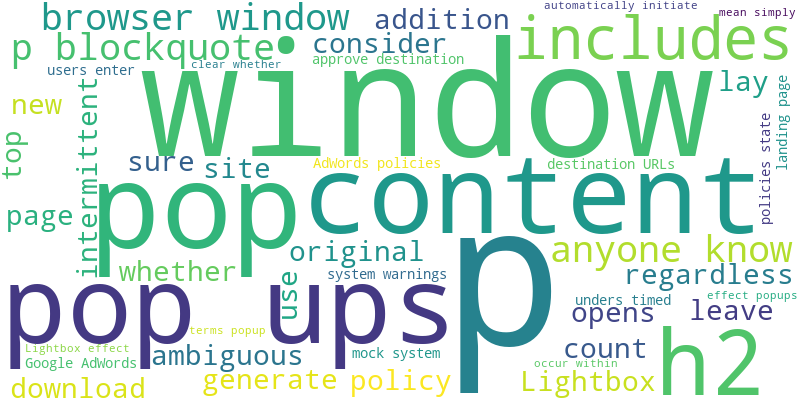 automatically initiate
mean simply
browser window
addition
includes
p blockquote
consider
users enter
clear whether
approve destination
window
lay
new
intermittent
top
landing page
policies state
sure
site
AdWords policies
destination URLs
pop
content
page
p
original
anyone know
whether
use
system warnings
regardless
pop ups
unders timed
effect popups
opens
leave
terms popup
Lightbox effect
Google AdWords
ambiguous
mock system
count
h2
occur within
download
generate
policy
Lightbox